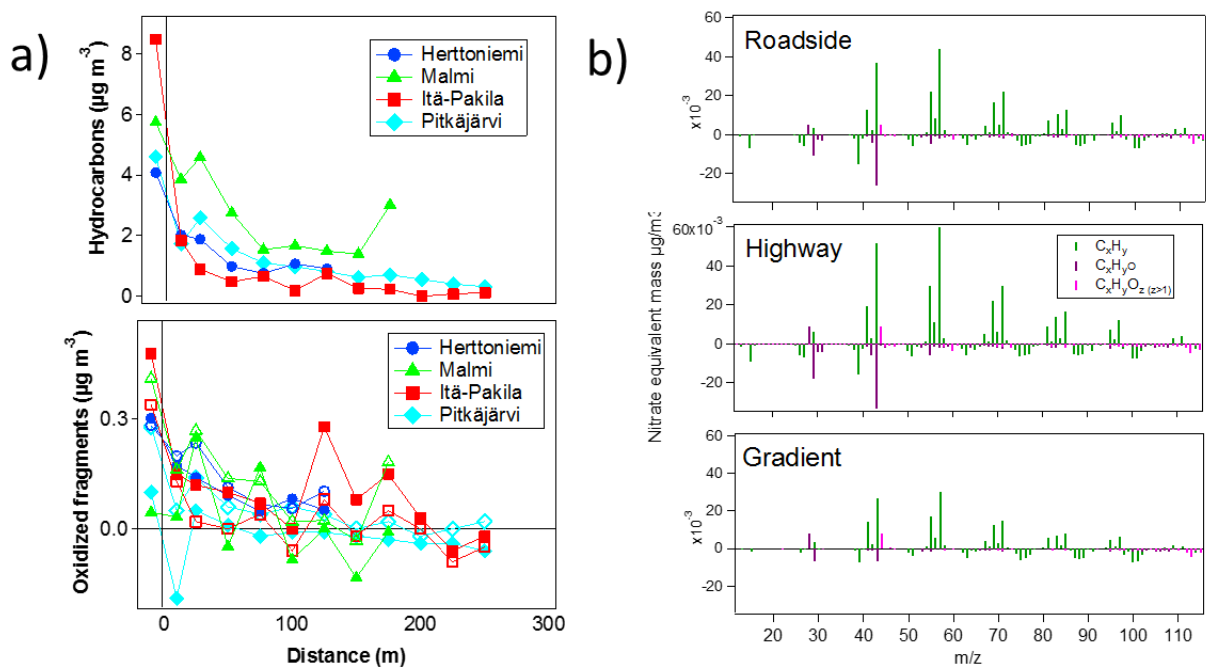 a)
Hydrocarbons (µg m⁻³)
8
6
4
2
0
Herttoniemi
Malmi
Itä-Pakila
Pitkäjärvi
Oxidized fragments (µg m⁻³)
0.3
0.0
Herttoniemi
Malmi
Itä-Pakila
Pitkäjärvi
0 100 200 300
Distance (m)
b)
Nitrate equivalent mass µg/m3
Roadside
60
40
20
0
-20
x10⁻³
Highway
60x10⁻³
40
20
0
-20
CₓHᵧ
CₓHᵧO
CₓHᵧO_z (z>1)
Gradient
60
40
20
0
-20
x10⁻³
20 30 40 50 60 70 80 90 100 110
m/z